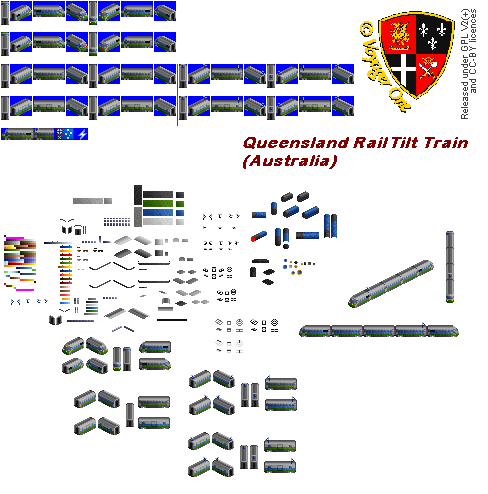 © Voyager One
Released under GPL v2(+)
and CC-BY licences
Queensland Rail Tilt Train
(Australia)